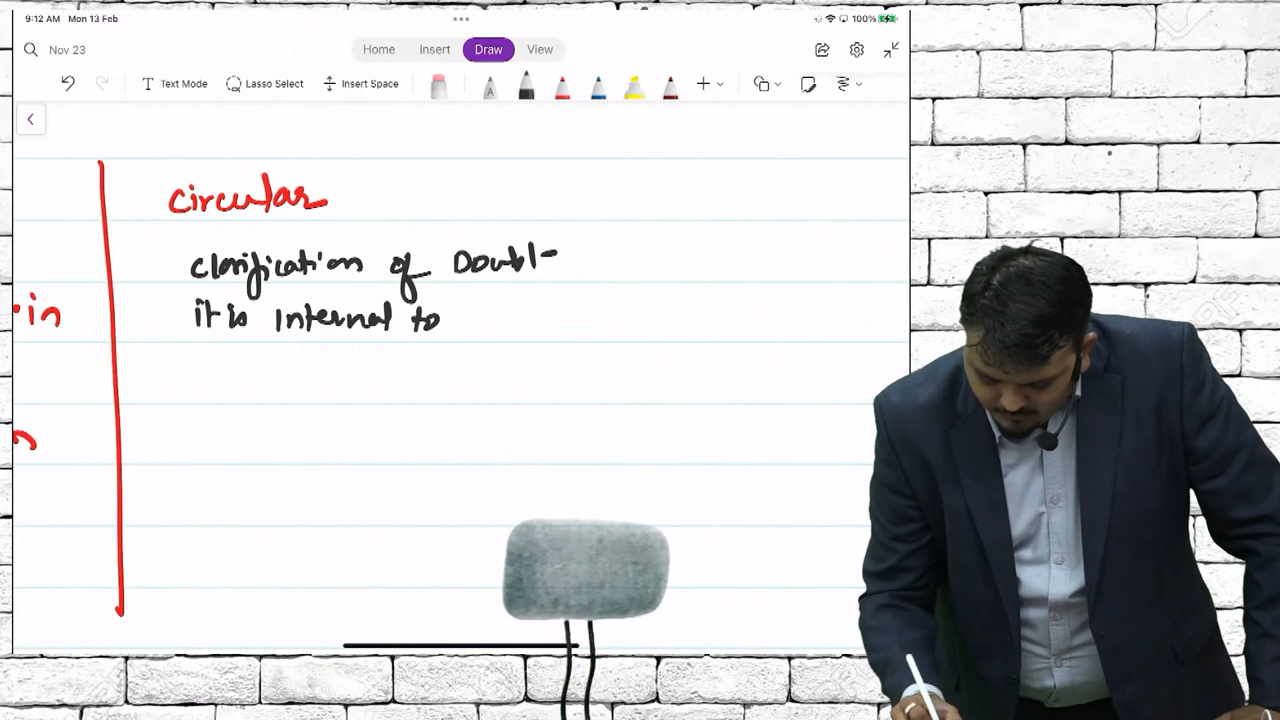 9:12 AM Mon 13 Feb
100%
Nov 23
Home Insert Draw View
Text Mode Lasso Select Insert Space
circular
clarification of Doubt
it is internal to
in